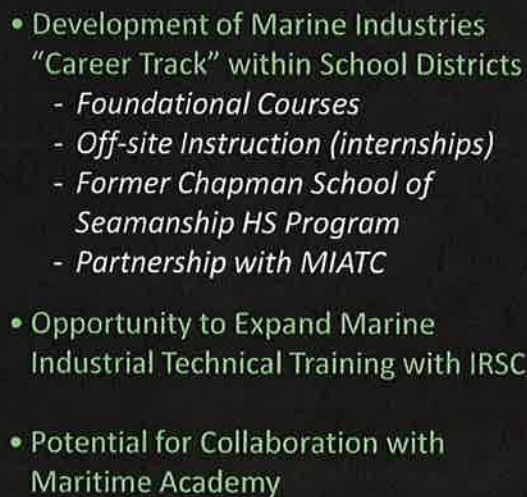 • Development of Marine Industries
“Career Track” within School Districts
- Foundational Courses
- Off-site Instruction (internships)
- Former Chapman School of
Seamanship HS Program
- Partnership with MIATC
• Opportunity to Expand Marine
Industrial Technical Training with IRSC
• Potential for Collaboration with
Maritime Academy